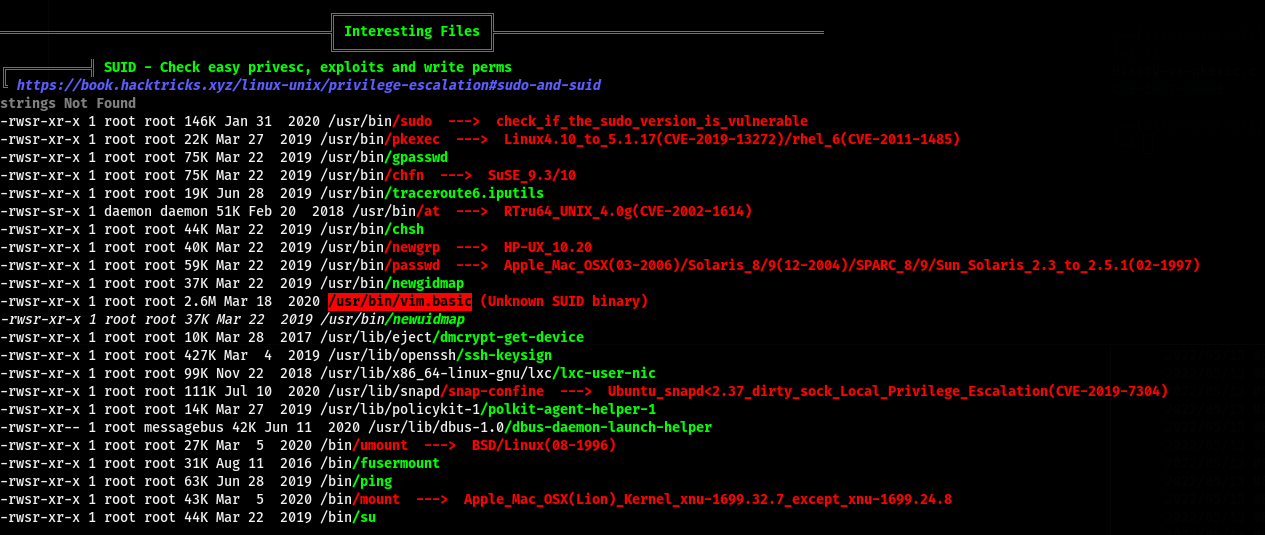 Interesting Files
SUID - Check easy privesc, exploits and write perms
https://book.hacktricks.xyz/linux-unix/privilege-escalation#sudo-and-suid
strings Not Found
-rwsr-xr-x 1 root root 146K Jan 31  2020 /usr/bin/sudo  --->  check_if_the_sudo_version_is_vulnerable
-rwsr-xr-x 1 root root 22K Mar 27  2019 /usr/bin/pkexec  --->  Linux4.10_to_5.1.17(CVE-2019-13272)/rhel_6(CVE-2011-1485)
-rwsr-xr-x 1 root root 75K Mar 22  2019 /usr/bin/gpasswd
-rwsr-xr-x 1 root root 75K Mar 22  2019 /usr/bin/chfn  --->  SuSE_9.3/10
-rwsr-xr-x 1 root root 19K Jun 28  2019 /usr/bin/traceroute6.iputils
-rwsr-sr-x 1 daemon daemon 51K Feb 20  2018 /usr/bin/at  --->  RTru64_UNIX_4.0g(CVE-2002-1614)
-rwsr-xr-x 1 root root 44K Mar 22  2019 /usr/bin/chsh
-rwsr-xr-x 1 root root 40K Mar 22  2019 /usr/bin/newgrp  --->  HP-UX_10.20
-rwsr-xr-x 1 root root 59K Mar 22  2019 /usr/bin/passwd  --->  Apple_Mac_OSX(03-2006)/Solaris_8/9(12-2004)/SPARC_8/9/Sun_Solaris_2.3_to_2.5.1(02-1997)
-rwsr-xr-x 1 root root 37K Mar 22  2019 /usr/bin/newgidmap
-rwsr-xr-x 1 root root 2.6M Mar 18  2020 /usr/bin/vim.basic (Unknown SUID binary)
-rwsr-xr-x 1 root root 37K Mar 22  2019 /usr/bin/newuidmap
-rwsr-xr-x 1 root root 10K Mar 28  2017 /usr/lib/eject/dmcrypt-get-device
-rwsr-xr-x 1 root root 427K Mar  4  2019 /usr/lib/openssh/ssh-keysign
-rwsr-xr-x 1 root root 99K Nov 22  2018 /usr/lib/x86_64-linux-gnu/lxc/lxc-user-nic
-rwsr-xr-x 1 root root 111K Jul 10  2020 /usr/lib/snapd/snap-confine  --->  Ubuntu_snapd<2.37_dirty_sock_Local_Privilege_Escalation(CVE-2019-7304)
-rwsr-xr-x 1 root root 14K Mar 27  2019 /usr/lib/policykit-1/polkit-agent-helper-1
-rwsr-xr-- 1 root messagebus 42K Jun 11  2020 /usr/lib/dbus-1.0/dbus-daemon-launch-helper
-rwsr-xr-x 1 root root 27K Mar  5  2020 /bin/umount  --->  BSD/Linux(08-1996)
-rwsr-xr-x 1 root root 31K Aug 11  2016 /bin/fusermount
-rwsr-xr-x 1 root root 63K Jun 28  2019 /bin/ping
-rwsr-xr-x 1 root root 43K Mar  5  2020 /bin/mount  --->  Apple_Mac_OSX(Lion)_Kernel_xnu-1699.32.7_except_xnu-1699.24.8
-rwsr-xr-x 1 root root 44K Mar 22  2019 /bin/su